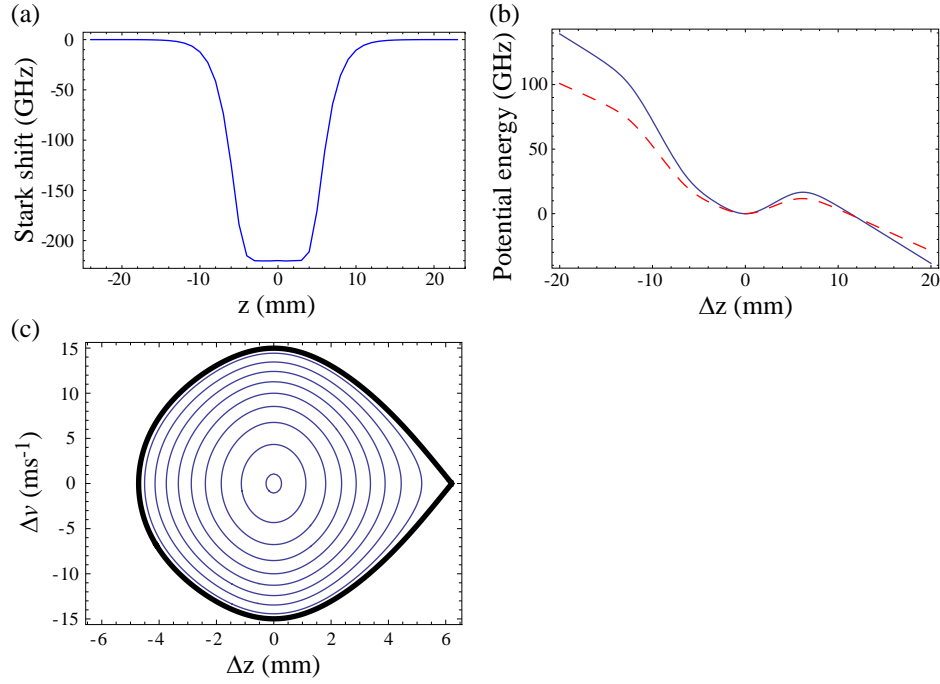 (a)
Stark shift (GHz)
0
-50
-100
-150
-200
-20 -10 0 10 20
z (mm)
(b)
Potential energy (GHz)
100
50
0
-20 -10 0 10 20
Δz (mm)
(c)
Δv (ms⁻¹)
15
10
5
0
-5
-10
-15
-6 -4 -2 0 2 4 6
Δz (mm)